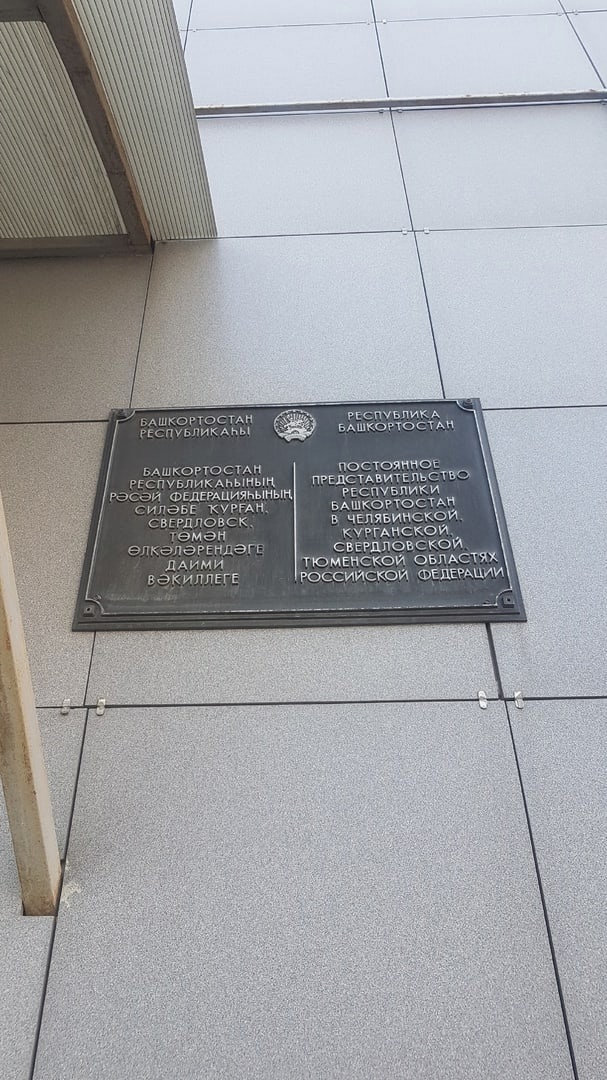 БАШҠОРТОСТАН
РЕСПУБЛИКАҺЫ
РЕСПУБЛИКА
БАШКОРТОСТАН
БАШҠОРТОСТАН
РЕСПУБЛИКАҺЫНЫҢ
РӘСӘЙ ФЕДЕРАЦИЯҺЫНЫҢ
СИЛӘБЕ ҠУРҒАН,
СВЕРДЛОВСК,
ТӨМӘН
ӨЛКӘЛӘРЕНДӘГЕ
ДАИМИ
ВӘКИЛЛЕГЕ
ПОСТОЯННОЕ
ПРЕДСТАВИТЕЛЬСТВО
РЕСПУБЛИКИ
БАШКОРТОСТАН
В ЧЕЛЯБИНСКОЙ,
КУРГАНСКОЙ,
СВЕРДЛОВСКОЙ,
ТЮМЕНСКОЙ ОБЛАСТЯХ
РОССИЙСКОЙ ФЕДЕРАЦИИ